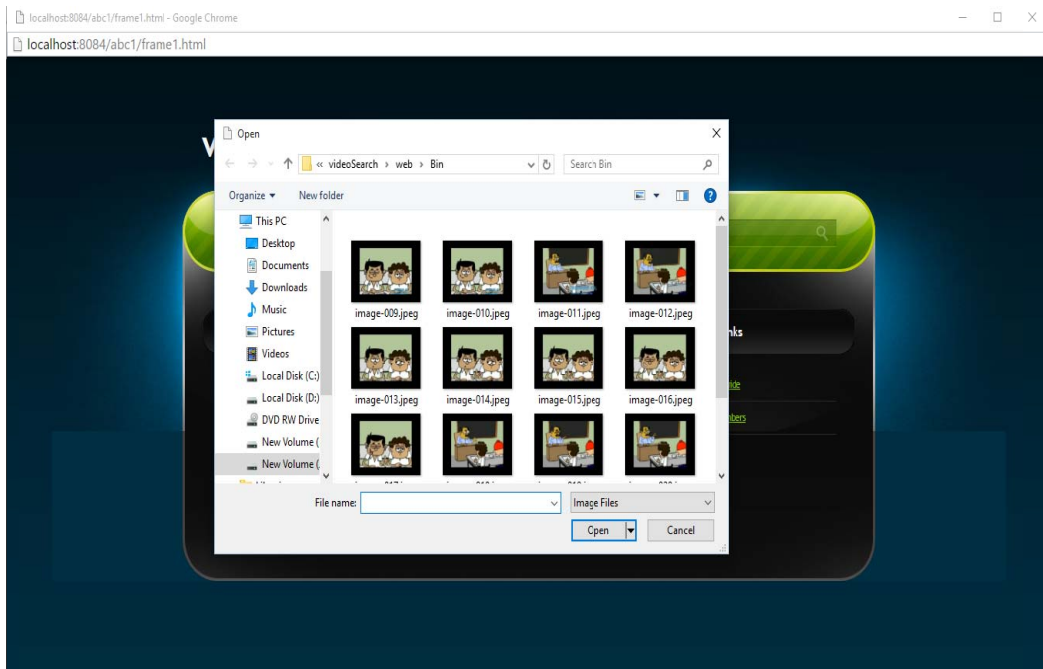 localhost:8084/abc1/frame1.html - Google Chrome
localhost:8084/abc1/frame1.html
V
Open
« videoSearch › web › Bin
Search Bin
Organize
New folder
This PC
Desktop
Documents
Downloads
Music
Pictures
Videos
Local Disk (C:)
Local Disk (D:)
DVD RW Drive
New Volume (
New Volume (
image-009.jpeg
image-010.jpeg
image-011.jpeg
image-012.jpeg
image-013.jpeg
image-014.jpeg
image-015.jpeg
image-016.jpeg
nks
ide
nbers
File name:
Image Files
Open
Cancel